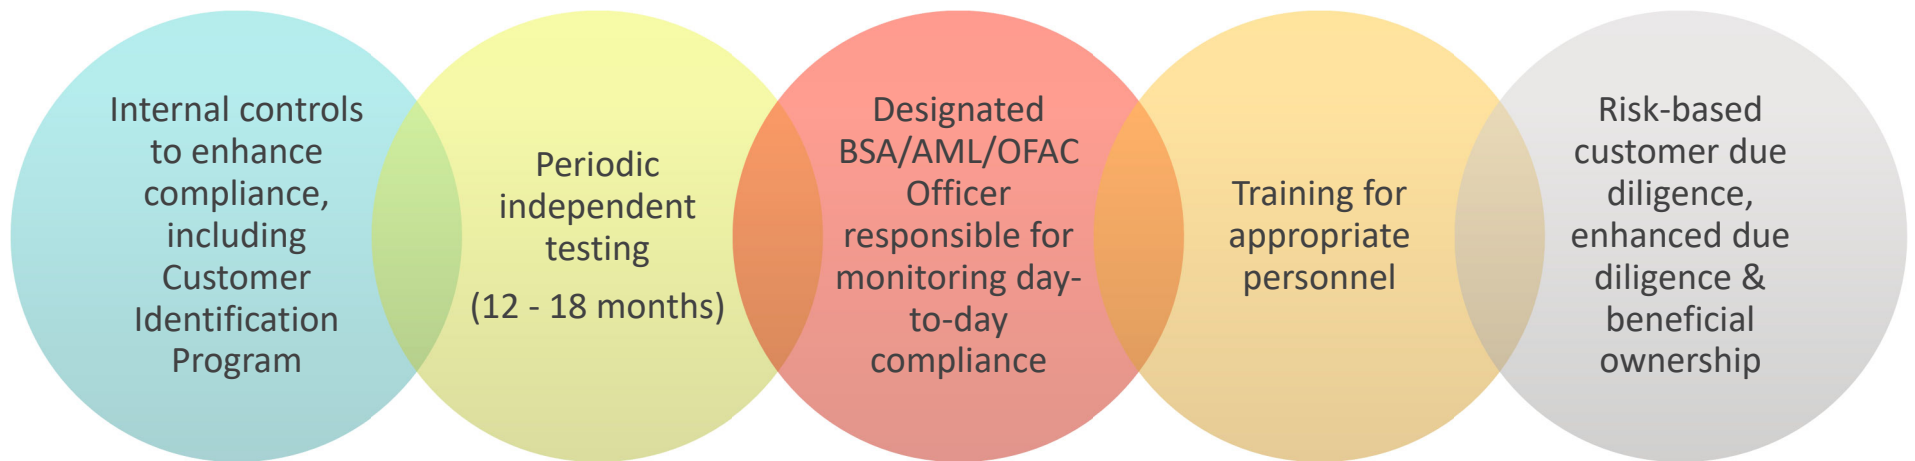 Internal controls
to enhance
compliance,
including
Customer
Identification
Program
Periodic
independent
testing
(12 - 18 months)
Designated
BSA/AML/OFAC
Officer
responsible for
monitoring day-
to-day
compliance
Training for
appropriate
personnel
Risk-based
customer due
diligence,
enhanced due
diligence &
beneficial
ownership